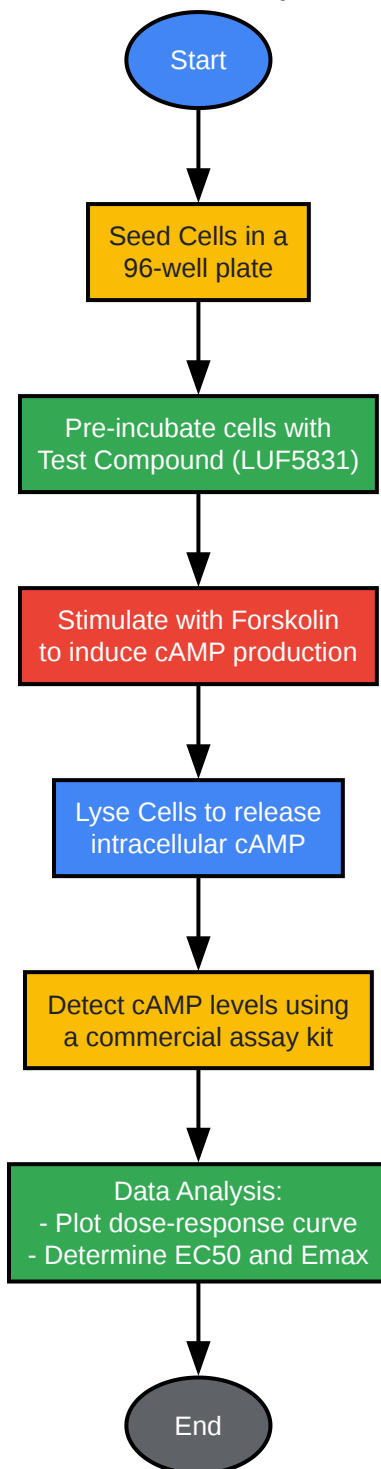 Start
Seed Cells in a
96-well plate
Pre-incubate cells with
Test Compound (LUF5831)
Stimulate with Forskolin
to induce cAMP production
Lyse Cells to release
intracellular cAMP
Detect cAMP levels using
a commercial assay kit
Data Analysis:
- Plot dose-response curve
- Determine EC50 and Emax
End